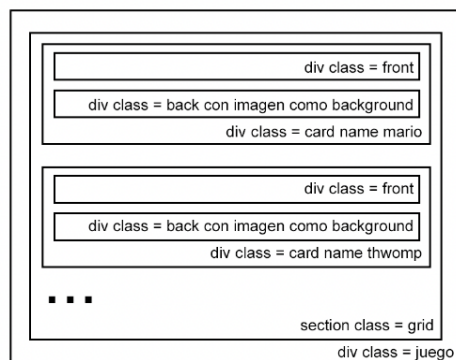 div class = front
div class = back con imagen como background
div class = card name mario
div class = front
div class = back con imagen como background
div class = card name thwomp
...
section class = grid
div class = juego